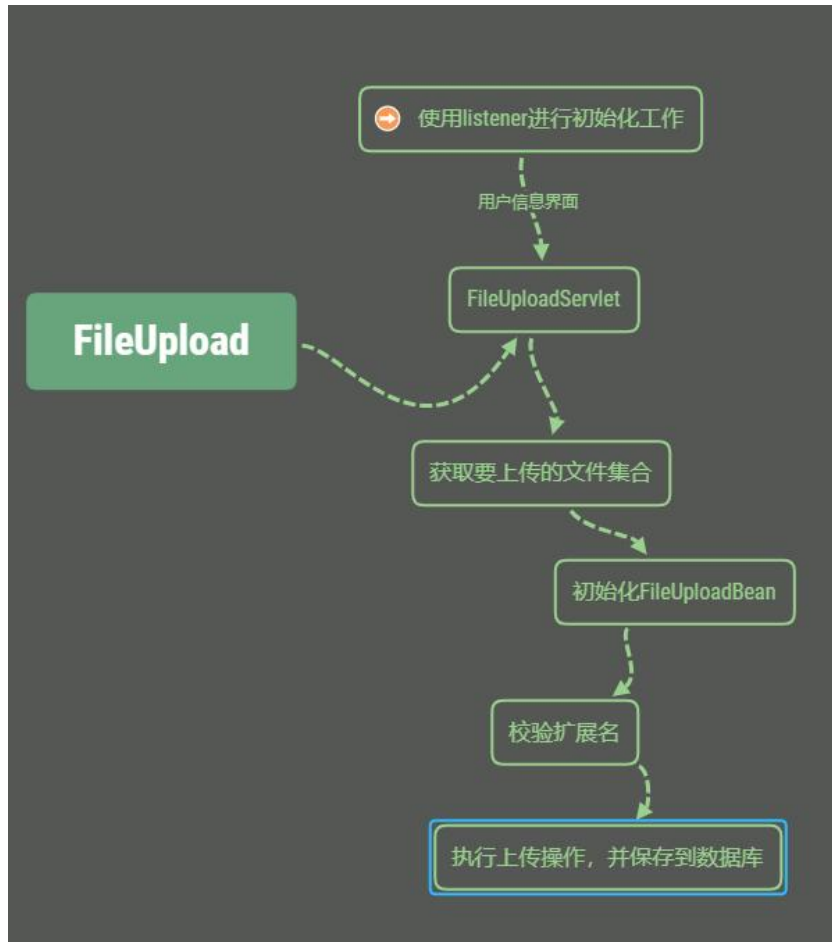 使用listener进行初始化工作
用户信息界面
FileUploadServlet
FileUpload
获取要上传的文件集合
初始化FileUploadBean
校验扩展名
执行上传操作，并保存到数据库